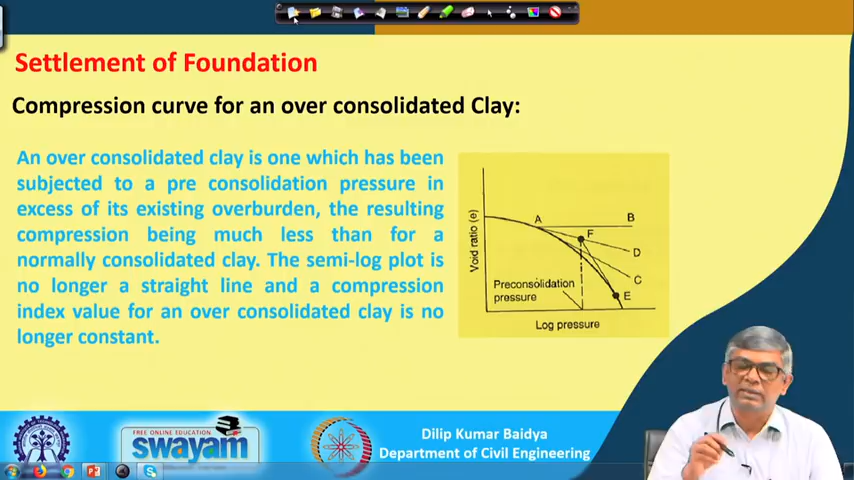 Settlement of Foundation
Compression curve for an over consolidated Clay:
An over consolidated clay is one which has been
subjected to a pre consolidation pressure in
excess of its existing overburden, the resulting
compression being much less than for a
normally consolidated clay. The semi-log plot is
no longer a straight line and a compression
index value for an over consolidated clay is no
longer constant.
Void ratio (e)
A
B
F
D
C
E
Preconsolidation
pressure
Log pressure
FREE ONLINE EDUCATION
swayam
Dilip Kumar Baidya
Department of Civil Engineering